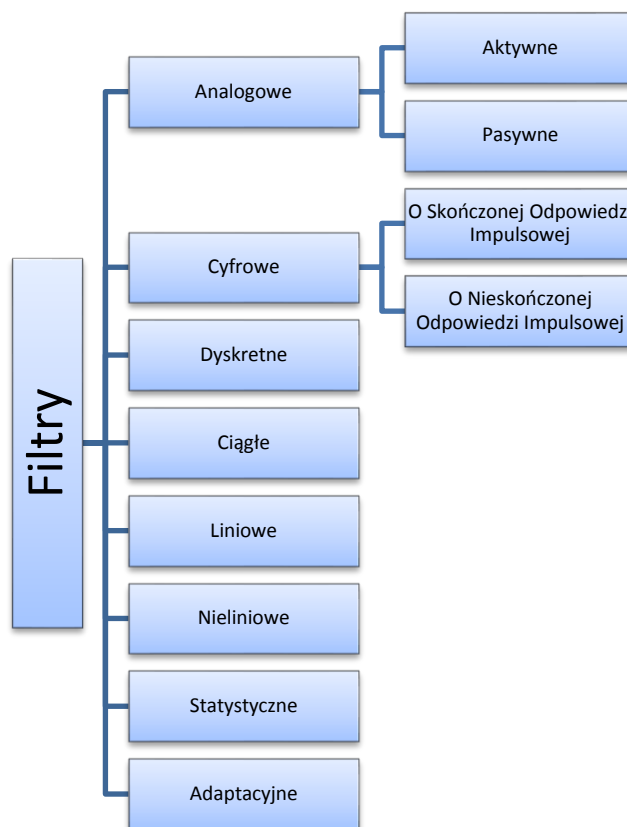 Filtry
Analogowe
Aktywne
Pasywne
Cyfrowe
O Skończonej Odpowiedz
Impulsowej
O Nieskończonej
Odpowiedzi Impulsowej
Dyskretne
Ciągłe
Liniowe
Nieliniowe
Statystyczne
Adaptacyjne